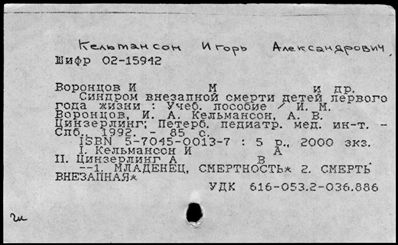 Кельмансон Игорь Александрович
Шифр 02-15942
Воронцов И М и др.
Синдром внезапной смерти детей первого
года жизни : Учеб. пособие / И. М.
Воронцов, И. А. Кельмансон, А. В.
Цинзерлинг; Петерб. педиатр. мед. ин-т. -
Спб., 1992. - 85 с.
ISBN 5-7045-0013-7 : 5 р., 2000 экз.
I. Кельмансон И А
II. Цинзерлинг А В
--1. МЛАДЕНЕЦ, СМЕРТНОСТЬ* 2. СМЕРТЬ
ВНЕЗАПНАЯ*
УДК 616-053.2-036.886